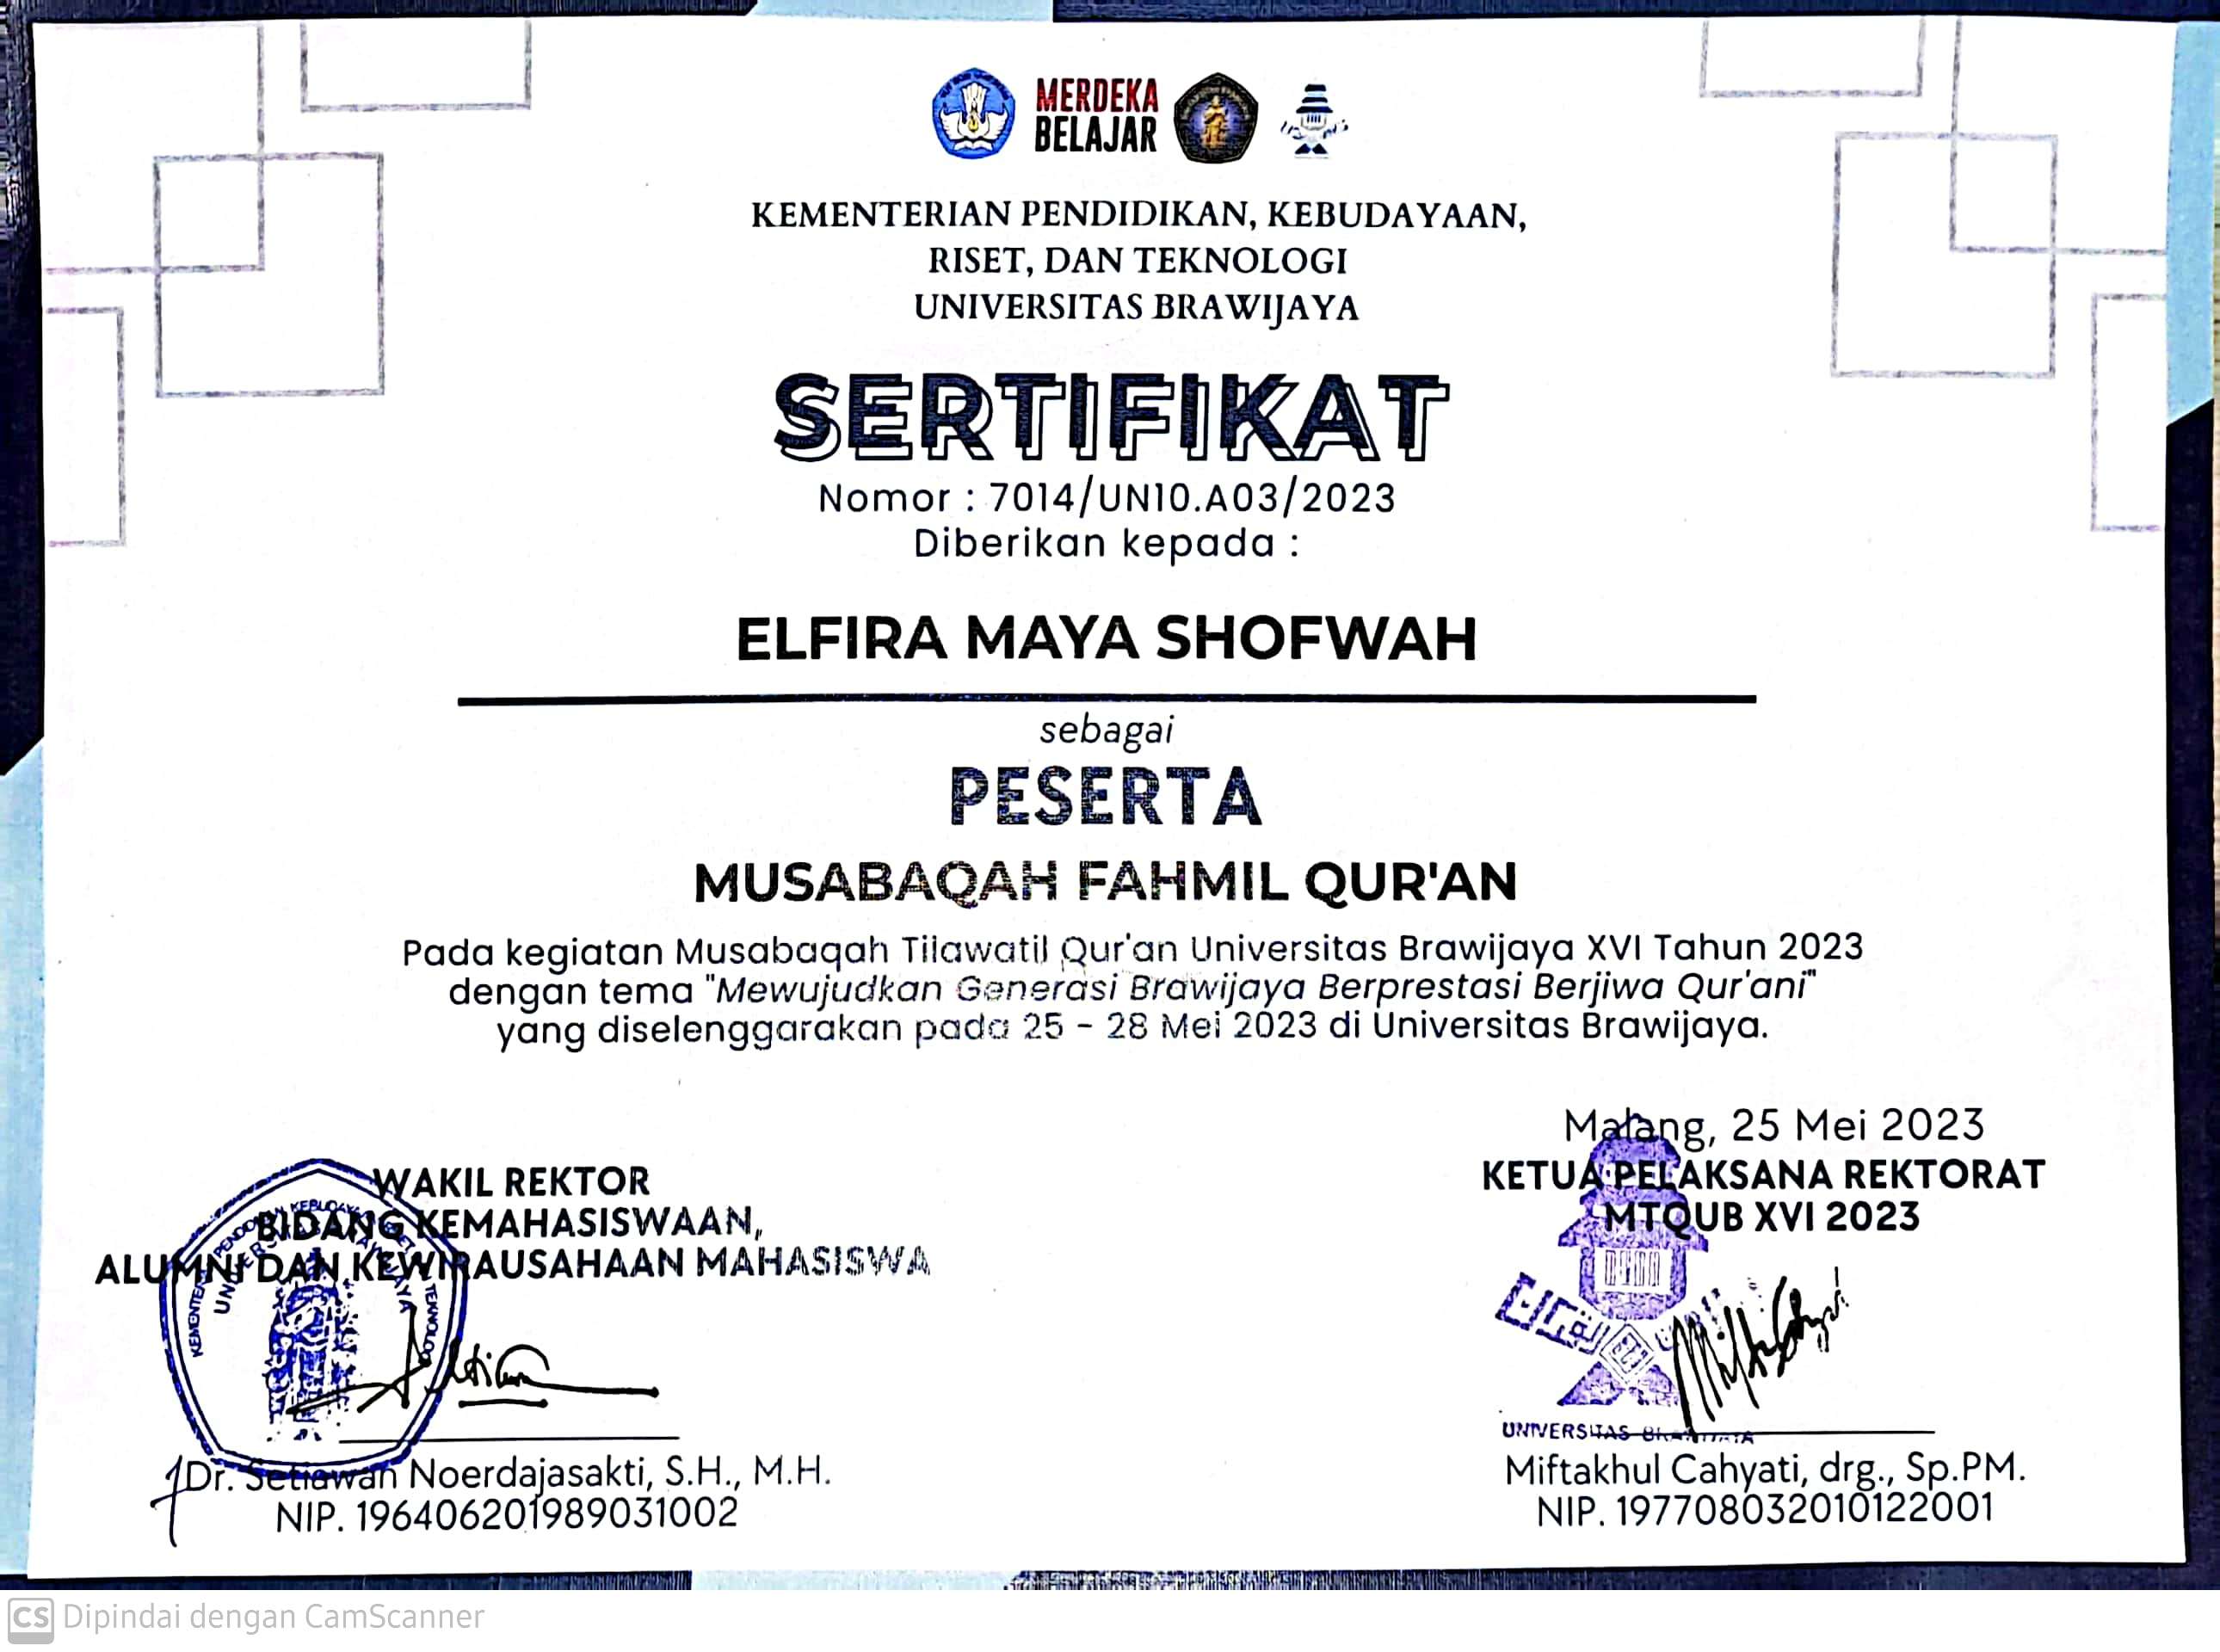 MERDEKA
BELAJAR
KEMENTERIAN PENDIDIKAN, KEBUDAYAAN,
RISET, DAN TEKNOLOGI
UNIVERSITAS BRAWIJAYA
SERTIFIKAT
Nomor : 7014/UN10.A03/2023
Diberikan kepada :
ELFIRA MAYA SHOFWAH
sebagai
PESERTA
MUSABAQAH FAHMIL QUR'AN
Pada kegiatan Musabaqah Tilawatil Qur'an Universitas Brawijaya XVI Tahun 2023
dengan tema "Mewujudkan Generasi Brawijaya Berprestasi Berjiwa Qur'ani"
yang diselenggarakan pada 25 - 28 Mei 2023 di Universitas Brawijaya.
WAKIL REKTOR
BIDANG KEMAHASISWAAN,
ALUMNI DAN KEWIRAUSAHAAN MAHASISWA
Dr. Setiawan Noerdajasakti, S.H., M.H.
NIP. 196406201989031002
Malang, 25 Mei 2023
KETUA PELAKSANA REKTORAT
MTQUB XVI 2023
UNIVERSITAS BRAWIJAYA
Miftakhul Cahyati, drg., Sp.PM.
NIP. 197708032010122001
CS Dipindai dengan CamScanner